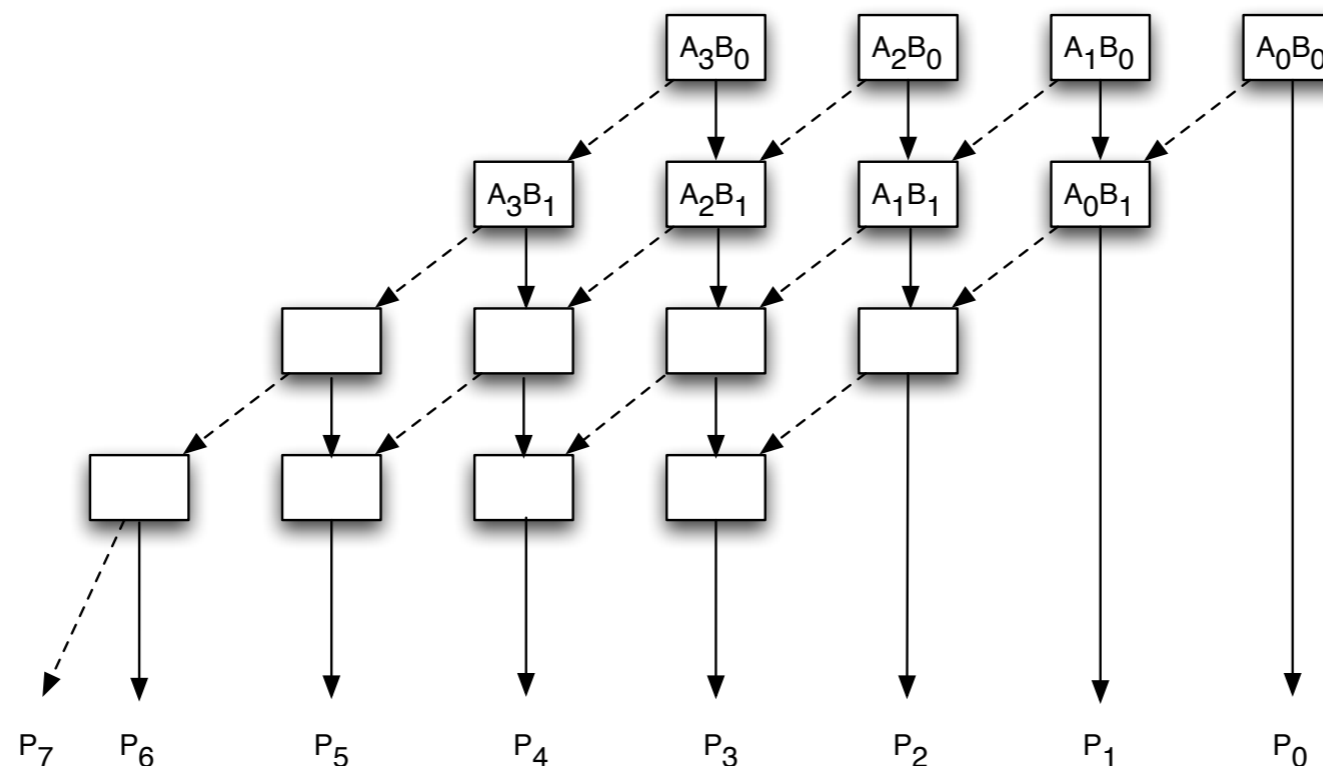 A₃B₀ A₂B₀ A₁B₀ A₀B₀
A₃B₁ A₂B₁ A₁B₁ A₀B₁
P₇ P₆ P₅ P₄ P₃ P₂ P₁ P₀